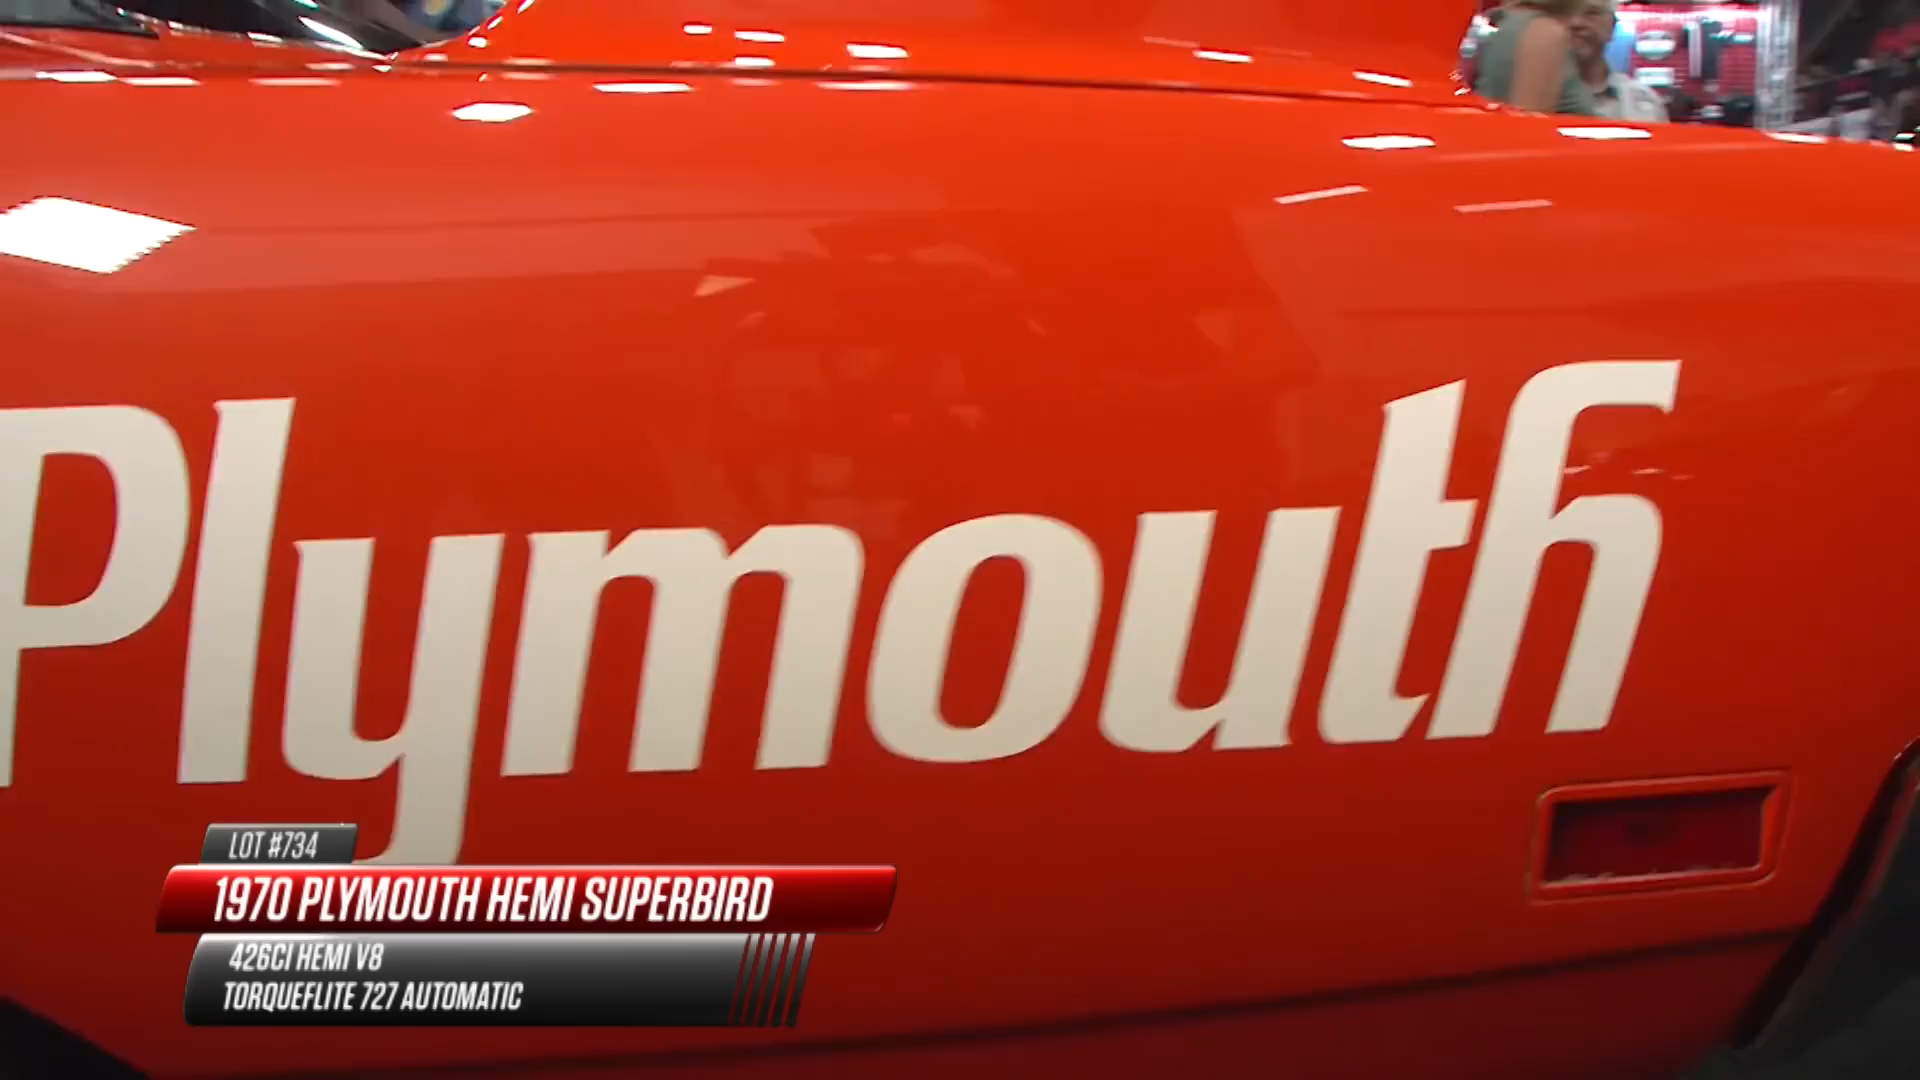 Plymouth
LOT #734
1970 PLYMOUTH HEMI SUPERBIRD
426CI HEMI V8
TORQUEFLITE 727 AUTOMATIC